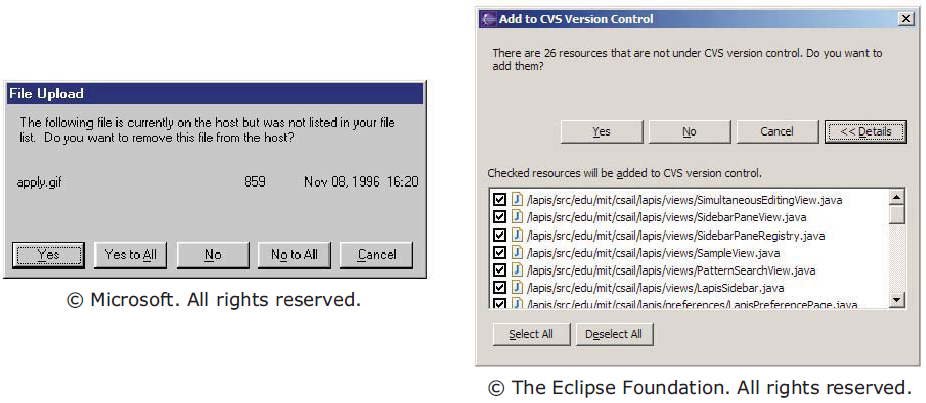 File Upload
The following file is currently on the host but was not listed in your file
list. Do you want to remove this file from the host?
apply.gif 859 Nov 08, 1996 16:20
Yes Yes to All No No to All Cancel
© Microsoft. All rights reserved.
Add to CVS Version Control
There are 26 resources that are not under CVS version control. Do you want to
add them?
Yes No Cancel << Details
Checked resources will be added to CVS version control.
/lapis/src/edu/mit/csail/lapis/views/SimultaneousEditingView.java
/lapis/src/edu/mit/csail/lapis/views/SidebarPaneView.java
/lapis/src/edu/mit/csail/lapis/views/SidebarPaneRegistry.java
/lapis/src/edu/mit/csail/lapis/views/SampleView.java
/lapis/src/edu/mit/csail/lapis/views/PatternSearchView.java
/lapis/src/edu/mit/csail/lapis/views/LapisSidebar.java
/lapis/src/edu/mit/csail/lapis/preferences/LapisPreferencePage.java
Select All Deselect All
© The Eclipse Foundation. All rights reserved.